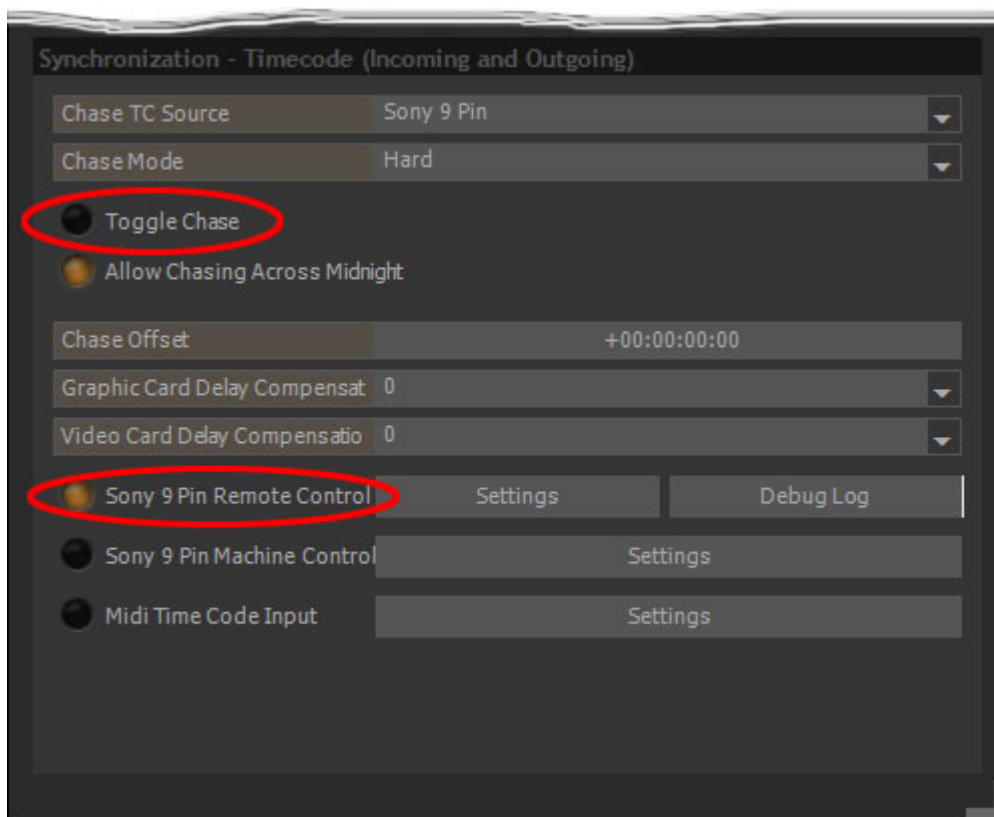 Synchronization - Timecode (Incoming and Outgoing)
Chase TC Source Sony 9 Pin
Chase Mode Hard
Toggle Chase
Allow Chasing Across Midnight
Chase Offset +00:00:00:00
Graphic Card Delay Compensat 0
Video Card Delay Compensatio 0
Sony 9 Pin Remote Control Settings Debug Log
Sony 9 Pin Machine Control Settings
Midi Time Code Input Settings